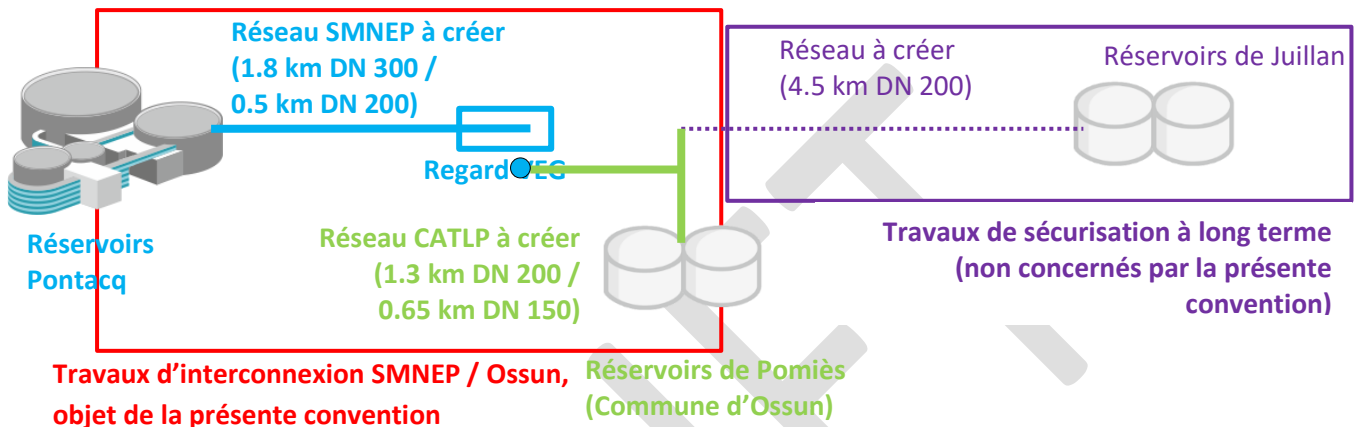 Réseau SMNEP à créer
(1.8 km DN 300 /
0.5 km DN 200)
Réseau à créer
(4.5 km DN 200)
Réservoirs de Juillan
Regard VEG
Réservoirs
Pontacq
Réseau CATLP à créer
(1.3 km DN 200 /
0.65 km DN 150)
Travaux de sécurisation à long terme
(non concernés par la présente
convention)
Travaux d'interconnexion SMNEP / Ossun,
objet de la présente convention
Réservoirs de Pomiès
(Commune d'Ossun)